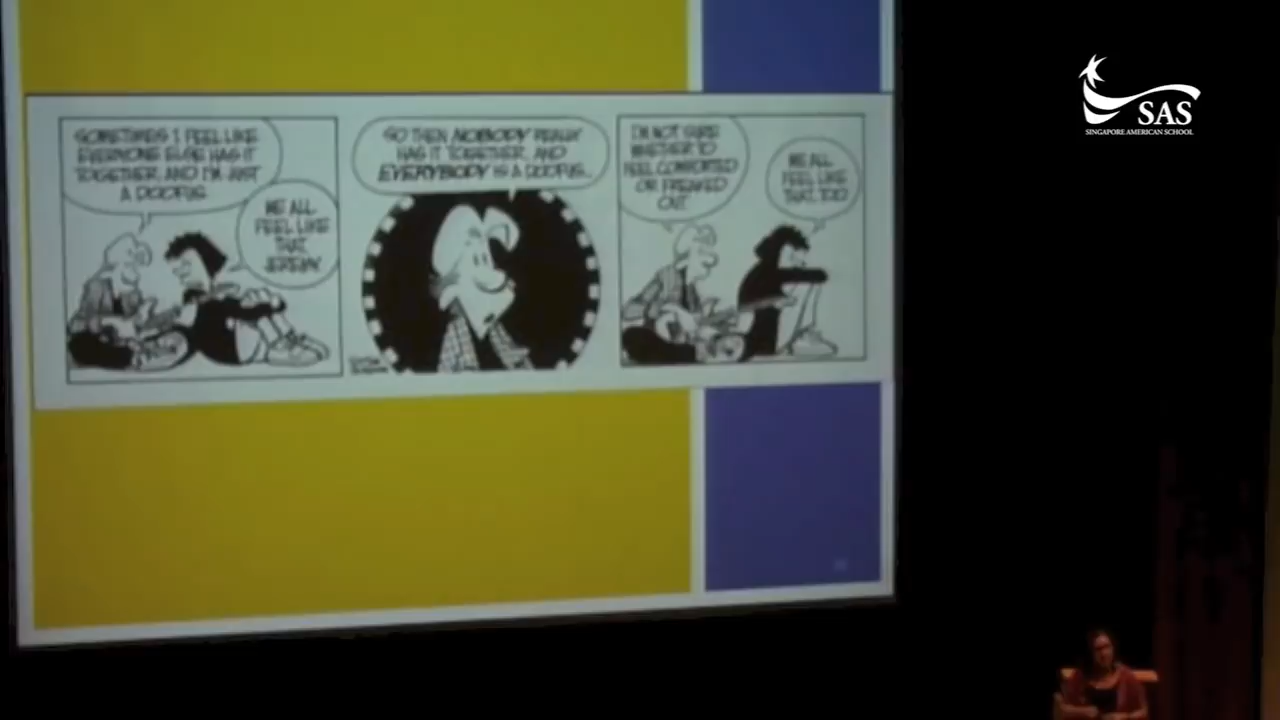 SOMETIMES I FEEL LIKE
EVERYONE ELSE HAS IT
TOGETHER, AND I'M JUST
A DOOFUS.
WE ALL
FEEL LIKE
THAT,
JEREMY.
SO THEN NOBODY REALLY
HAS IT TOGETHER, AND
EVERYBODY IS A DOOFUS...
I'M NOT SURE
WHETHER TO
FEEL COMFORTED
OR FREAKED
OUT.
WE ALL
FEEL LIKE
THAT, TOO.
SAS
SINGAPORE AMERICAN SCHOOL